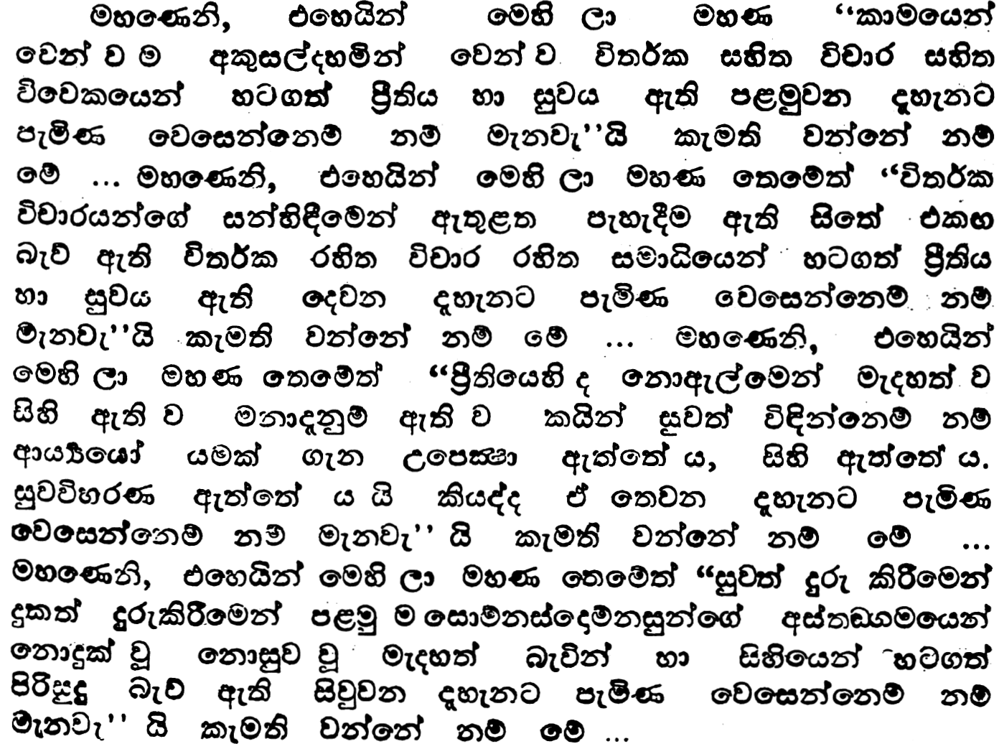 මහණෙනි, එහෙයින් මෙහි ලා මහණ “කාමයෙන්
වෙන් ව ම අකුසල්දහමින් වෙන් ව විතර්ක සහිත විචාර සහිත
විවෙකයෙන් හටගත් ප්‍රීතිය හා සුවය ඇති පළමුවන දූහැනට
පැමිණ වෙසෙන්නෙම් නම් මැනවැ”යි කැමති වන්නේ නම්
මේ ... මහණෙනි, එහෙයින් මෙහි ලා මහණ තෙමේත් “විතර්ක
විචාරයන්ගේ සන්හිඳීමෙන් ඇතුළත පැහැදීම ඇති සිතේ එකඟ
බැව් ඇති විතර්ක රහිත විචාර රහිත සමාධියෙන් හටගත් ප්‍රීතිය
හා සුවය ඇති දෙවන දූහැනට පැමිණ වෙසෙන්නෙම් නම්
මැනවැ”යි කැමති වන්නේ නම් මේ ... මහණෙනි, එහෙයින්
මෙහි ලා මහණ තෙමේත් “ප්‍රීතියෙහි ද නොඇල්මෙන් මැදහත් ව
සිහි ඇති ව මනාදූනුම් ඇති ව කයින් සුවත් විඳින්නෙම් නම්
ආර්‍ය්‍යයෝ යමක් ගැන උපෙක්‍ෂා ඇත්තේ ය, සිහි ඇත්තේ ය.
සුවවිහරණ ඇත්තේ ය යි කියද්ද ඒ තෙවන දූහැනට පැමිණ
වෙසෙන්නෙම් නම් මැනවැ” යි කැමති වන්නේ නම් මේ ...
මහණෙනි, එහෙයින් මෙහි ලා මහණ තෙමේත් “සුවත් දුරු කිරීමෙන්
දුකත් දුරුකිරීමෙන් පළමු ම සොම්නස්දොම්නසුන්ගේ අස්තඞ්ගමයෙන්
නොදුක් වූ නොසුව වූ මැදහත් බැවින් හා සිහියෙන් හටගත්
පිරිසුදු බැව් ඇති සිවුවන දූහැනට පැමිණ වෙසෙන්නෙම් නම්
මැනවැ” යි කැමති වන්නේ නම් මේ ...